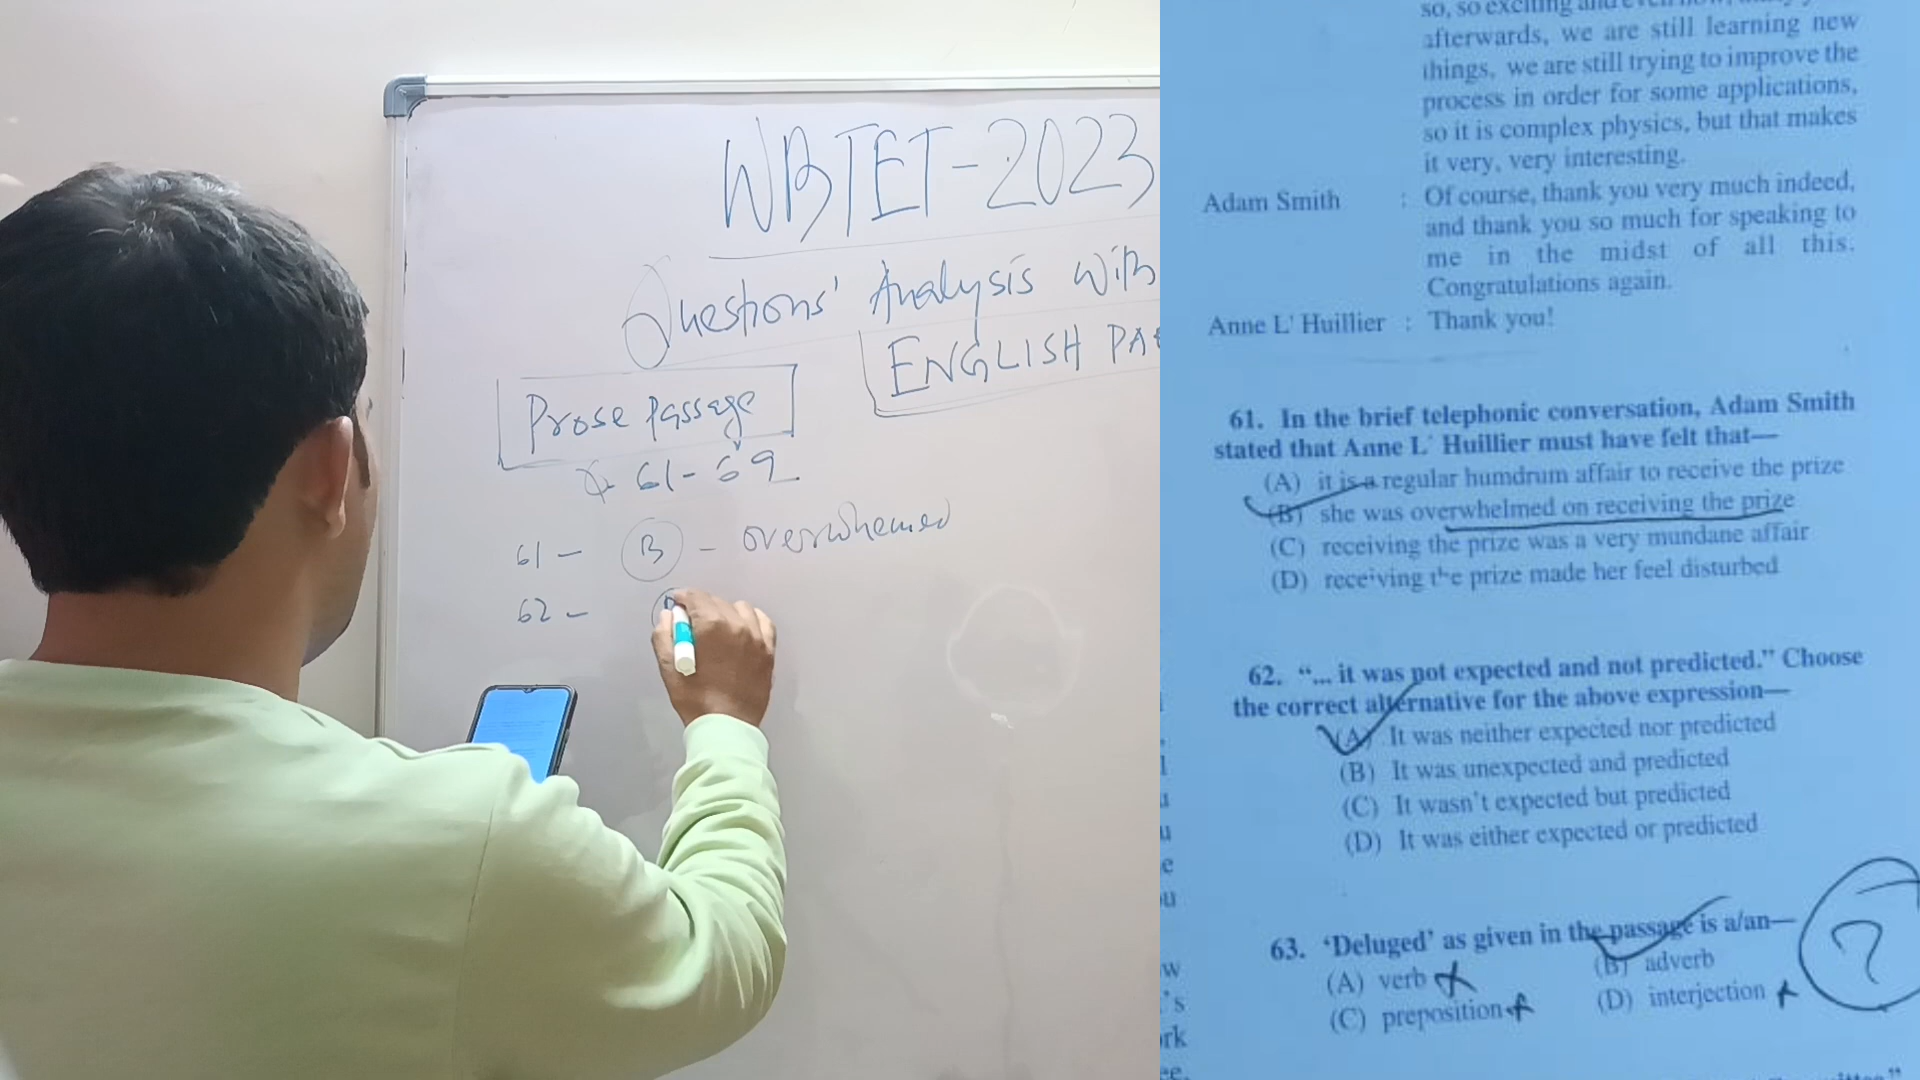 WBTET-2023
Questions' Analysis With
ENGLISH
Prose Passage
61-69
61 - B - overwhemed
62 -
afterwards, we are still learning new
things, we are still trying to improve the
process in order for some applications,
so it is complex physics, but that makes
it very, very interesting.
Adam Smith : Of course, thank you very much indeed,
and thank you so much for speaking to
me in the midst of all this.
Congratulations again.
Anne L' Huillier : Thank you!
61. In the brief telephonic conversation, Adam Smith
stated that Anne L' Huillier must have felt that—
(A) it is a regular humdrum affair to receive the prize
(B) she was overwhelmed on receiving the prize
(C) receiving the prize was a very mundane affair
(D) receiving the prize made her feel disturbed
62. “... it was not expected and not predicted.” Choose
the correct alternative for the above expression—
(A) It was neither expected nor predicted
(B) It was unexpected and predicted
(C) It wasn't expected but predicted
(D) It was either expected or predicted
63. ‘Deluged’ as given in the passage is a/an—
(A) verb (B) adverb
(C) preposition (D) interjection
?